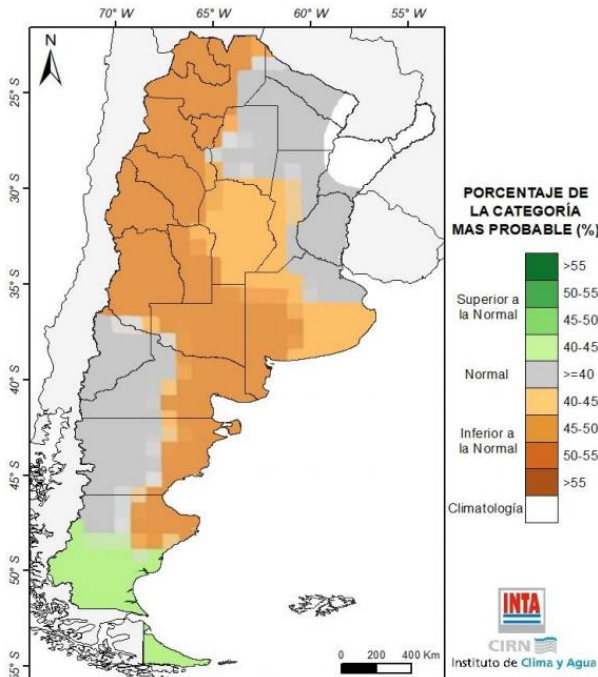 70° W
65° W
60° W
55° W
N
25° S
30° S
35° S
40° S
45° S
50° S
55° S
PORCENTAJE DE
LA CATEGORÍA
MAS PROBABLE (%)
>55
Superior a
la Normal
50-55
45-50
40-45
Normal
>=40
Inferior a
la Normal
40-45
45-50
50-55
>55
Climatología
0 200 400 Km
INTA
CIRN
Instituto de Clima y Agua